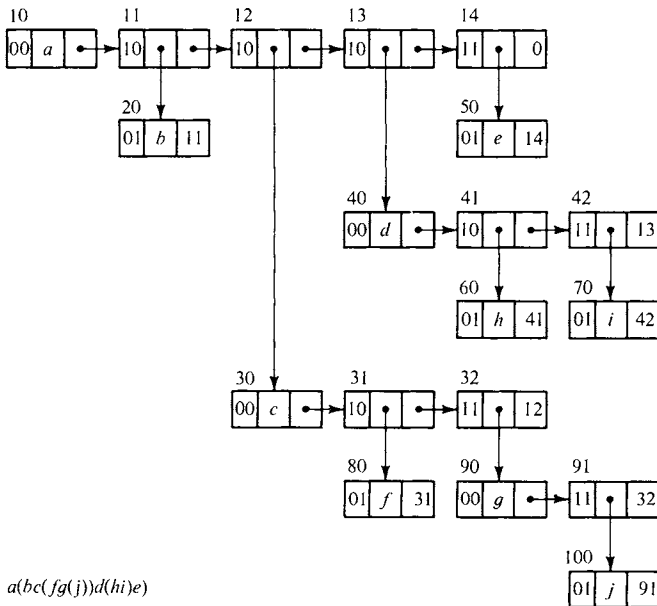 10 11 12 13 14
00 a 10 10 10 11 0
20 50
01 b 11 01 e 14
40 41 42
00 d 10 11 13
60 70
01 h 41 01 i 42
30 31 32
00 c 10 11 12
80 90 91
01 f 31 00 g 11 32
100
a(bc(fg(j))d(hi)e) 01 j 91